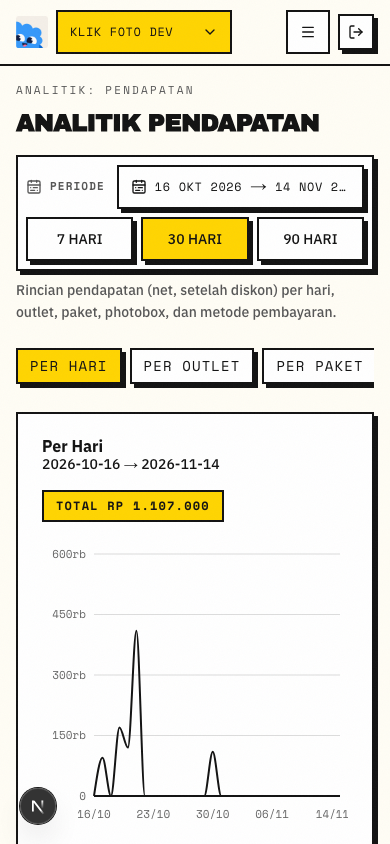 KLIK FOTO DEV
ANALITIK: PENDAPATAN
ANALITIK PENDAPATAN
PERIODE
16 OKT 2026 → 14 NOV 2…
7 HARI
30 HARI
90 HARI
Rincian pendapatan (net, setelah diskon) per hari,
outlet, paket, photobox, dan metode pembayaran.
PER HARI
PER OUTLET
PER PAKET
Per Hari
2026-10-16 → 2026-11-14
TOTAL RP 1.107.000
600rb
450rb
300rb
150rb
0
16/10 23/10 30/10 06/11 14/11
N